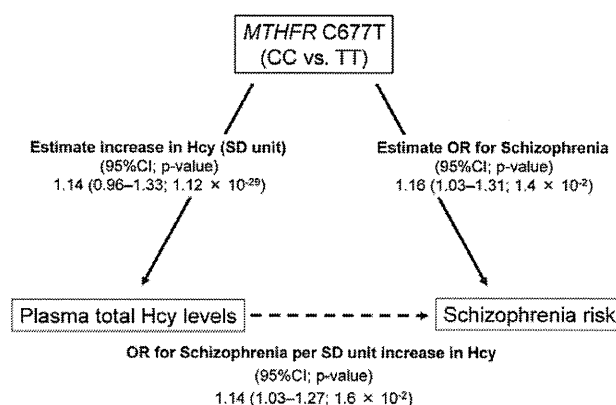 MTHFR C677T
(CC vs. TT)
Estimate increase in Hcy (SD unit)
(95%CI; p-value)
1.14 (0.96–1.33; 1.12 × 10-29)
Estimate OR for Schizophrenia
(95%CI; p-value)
1.16 (1.03–1.31; 1.4 × 10-2)
Plasma total Hcy levels
Schizophrenia risk
OR for Schizophrenia per SD unit increase in Hcy
(95%CI; p-value)
1.14 (1.03–1.27; 1.6 × 10-2)